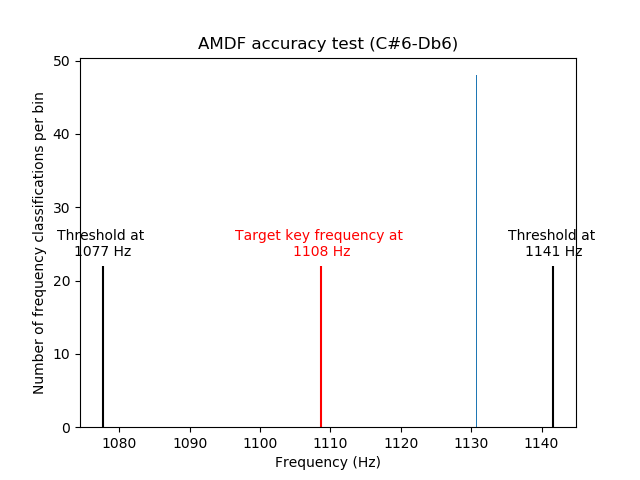 AMDF accuracy test (C#6-Db6)
Number of frequency classifications per bin
50
40
30
20
10
0
Threshold at
1077 Hz
Target key frequency at
1108 Hz
Threshold at
1141 Hz
1080 1090 1100 1110 1120 1130 1140
Frequency (Hz)